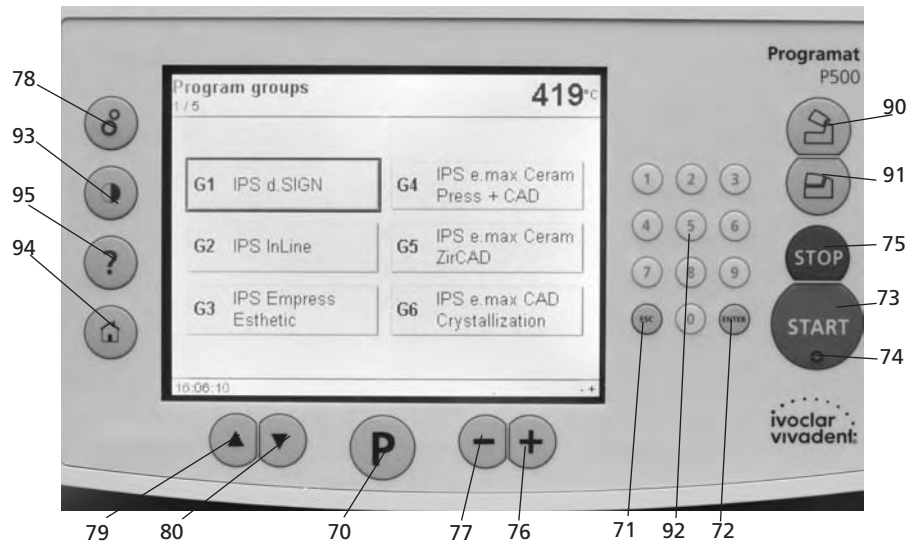 Programat
P500
Program groups
1 / 5
419 °C
G1 IPS d.SIGN
G2 IPS InLine
G3 IPS Empress
Esthetic
G4 IPS e.max Ceram
Press + CAD
G5 IPS e.max Ceram
ZirCAD
G6 IPS e.max CAD
Crystallization
16:06:10
- +
?
1 2 3
4 5 6
7 8 9
ESC 0 ENTER
STOP
START
ivoclar
vivadent:
P
- +
78
93
95
94
90
91
75
73
74
79
80
70
77
76
71
92
72